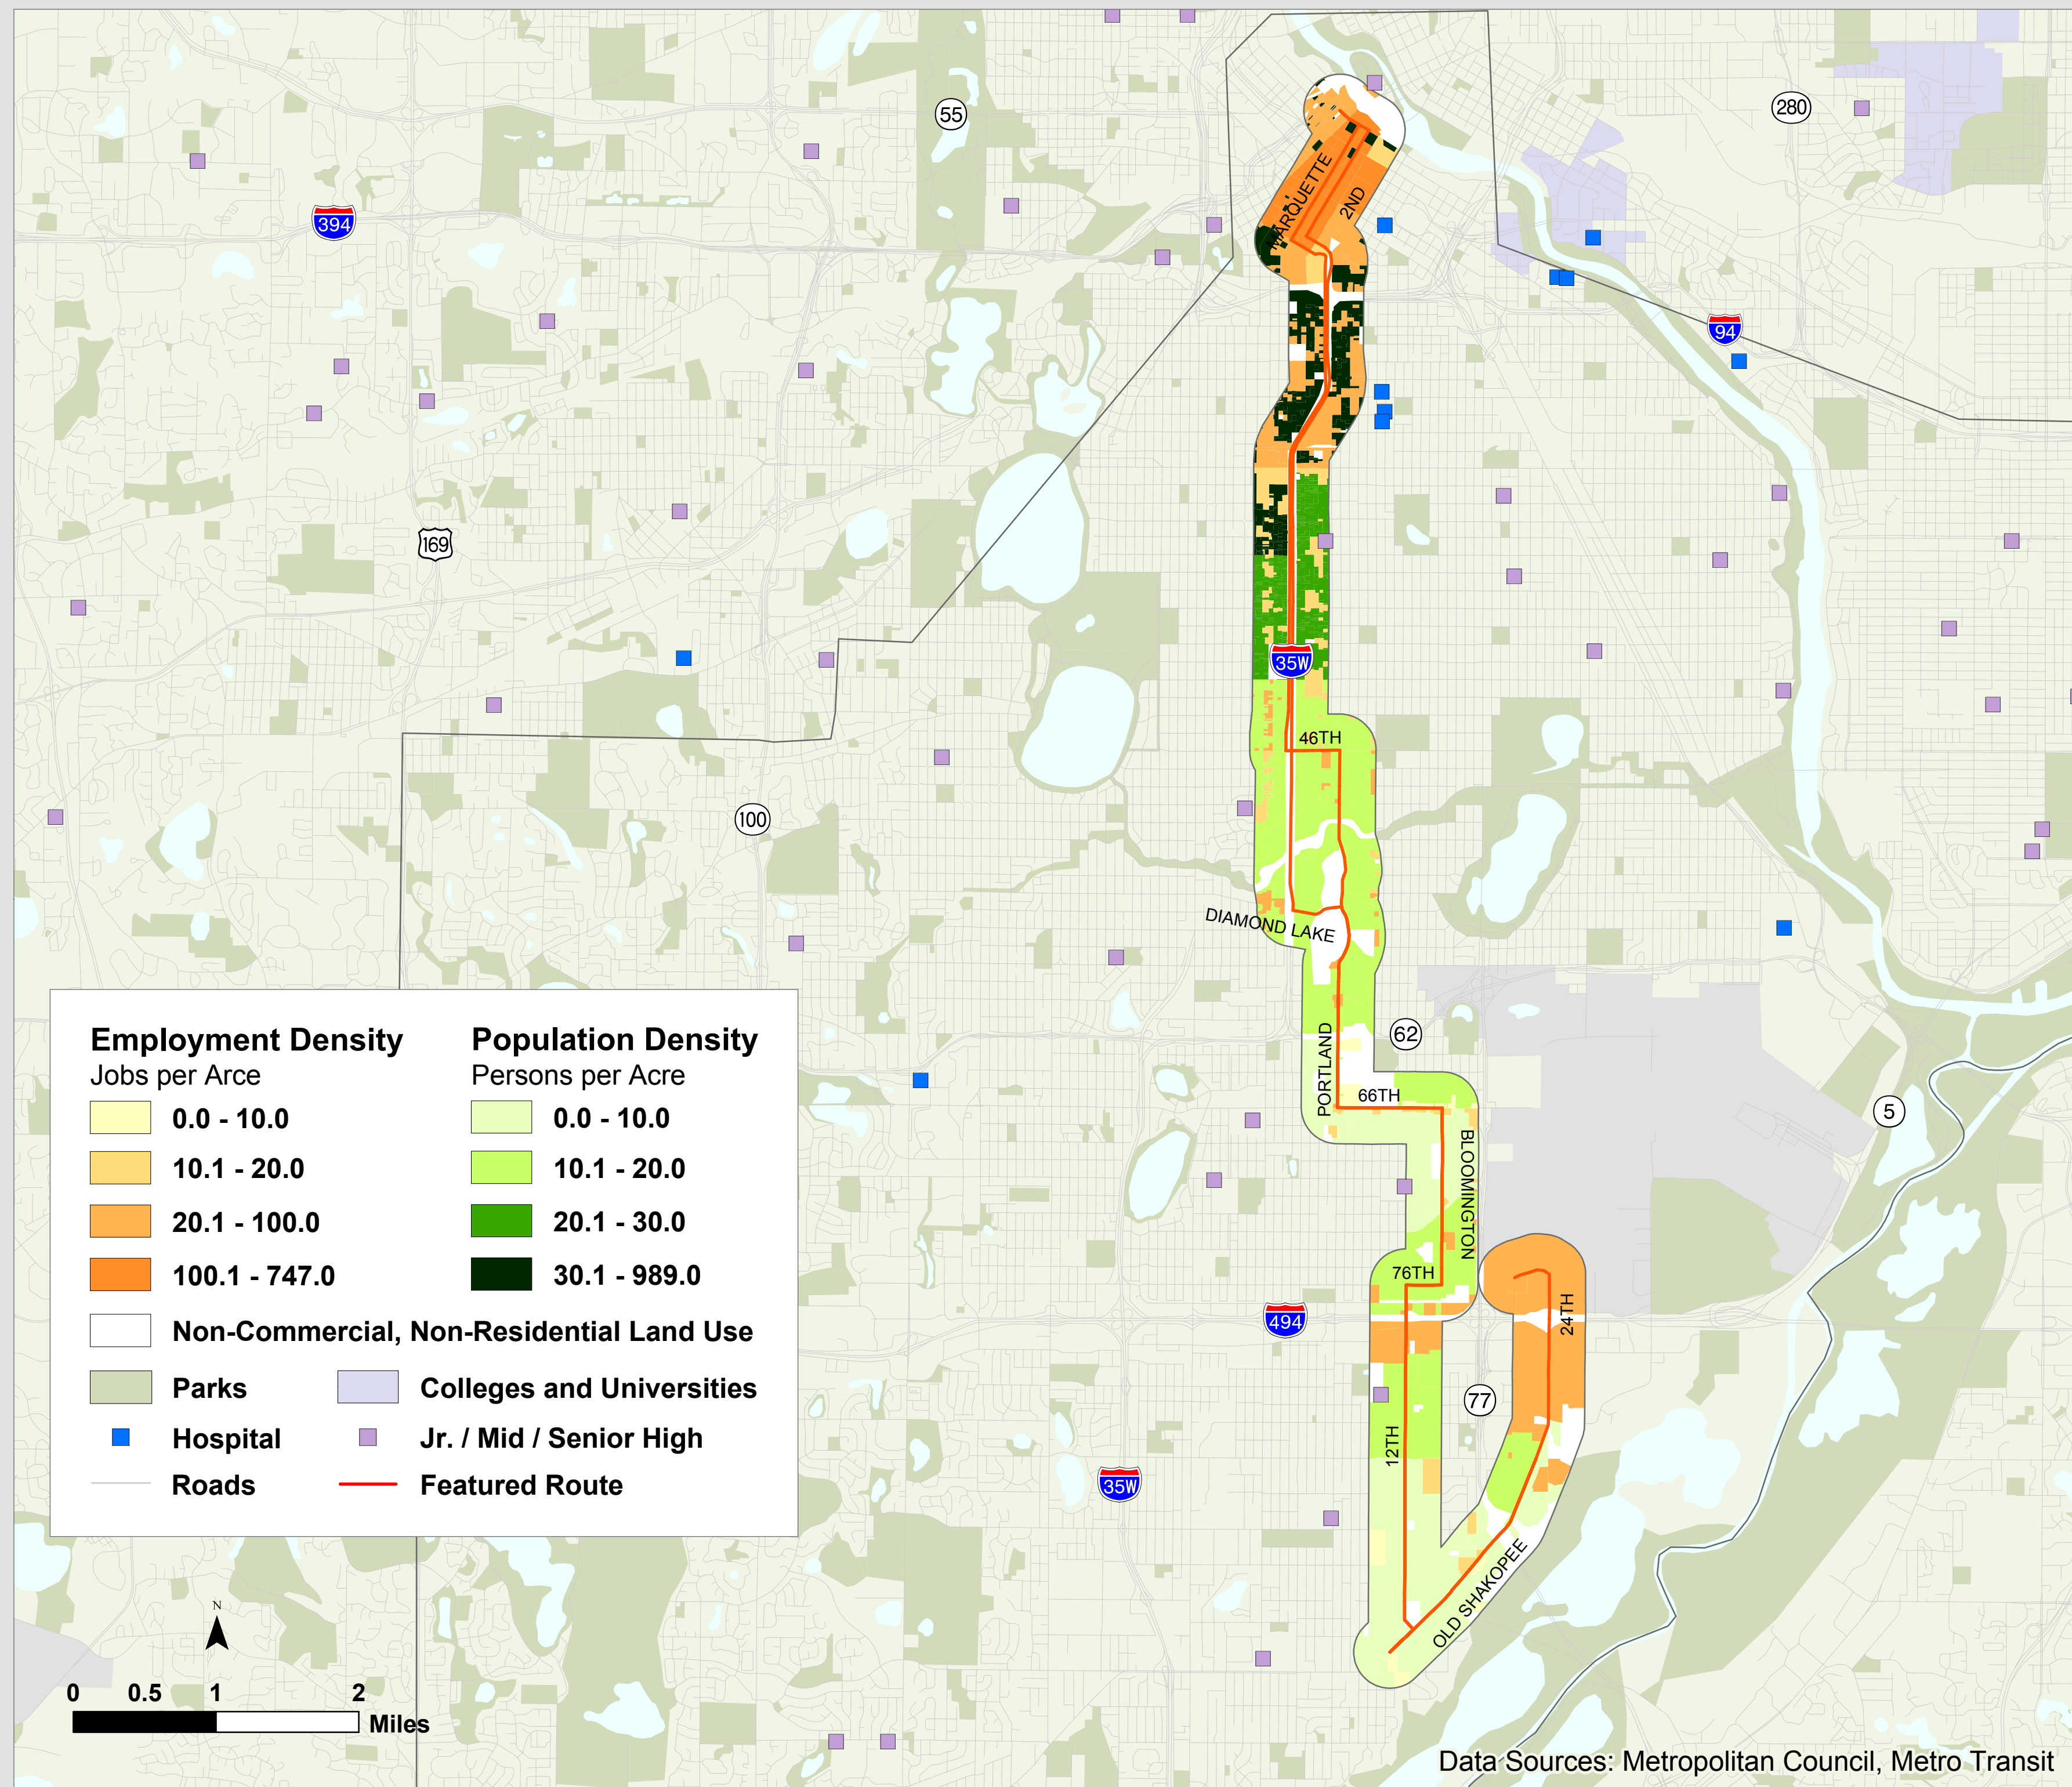 55
280
394
MARQUETTE
2ND
94
169
35W
46TH
100
DIAMOND LAKE
PORTLAND
62
66TH
5
BLOOMINGTON
76TH
24TH
494
77
12TH
35W
OLD SHAKOPEE
Employment Density
Jobs per Arce
0.0 - 10.0
10.1 - 20.0
20.1 - 100.0
100.1 - 747.0
Population Density
Persons per Acre
0.0 - 10.0
10.1 - 20.0
20.1 - 30.0
30.1 - 989.0
Non-Commercial, Non-Residential Land Use
Parks
Colleges and Universities
Hospital
Jr. / Mid / Senior High
Roads
Featured Route
N
0 0.5 1 2
Miles
Data Sources: Metropolitan Council, Metro Transit